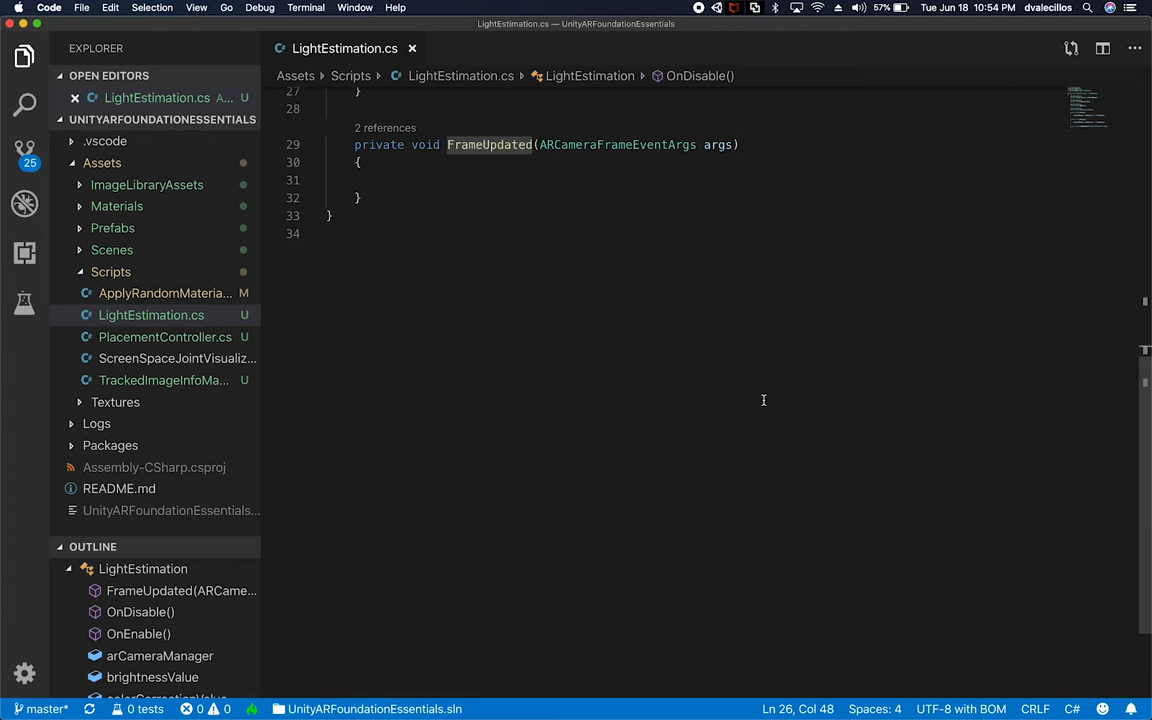 Code File Edit Selection View Go Debug Terminal Window Help 57% Tue Jun 18 10:54 PM dvalecillos
LightEstimation.cs — UnityARFoundationEssentials
EXPLORER
LightEstimation.cs
OPEN EDITORS
LightEstimation.cs A... U
UNITYARFOUNDATIONESSENTIALS
.vscode
Assets
ImageLibraryAssets
Materials
Prefabs
Scenes
Scripts
ApplyRandomMateria... M
LightEstimation.cs U
PlacementController.cs U
ScreenSpaceJointVisualiz...
TrackedImageInfoMa... U
Textures
Logs
Packages
Assembly-CSharp.csproj
README.md
UnityARFoundationEssentials...
25
OUTLINE
LightEstimation
FrameUpdated(ARCame...
OnDisable()
OnEnable()
arCameraManager
brightnessValue
colorCorrectionValue
Assets Scripts LightEstimation.cs LightEstimation OnDisable()
27 }
28
2 references
29 private void FrameUpdated(ARCameraFrameEventArgs args)
30 {
31
32 }
33 }
34
master* 0 tests 0 0 UnityARFoundationEssentials.sln Ln 26, Col 48 Spaces: 4 UTF-8 with BOM CRLF C#